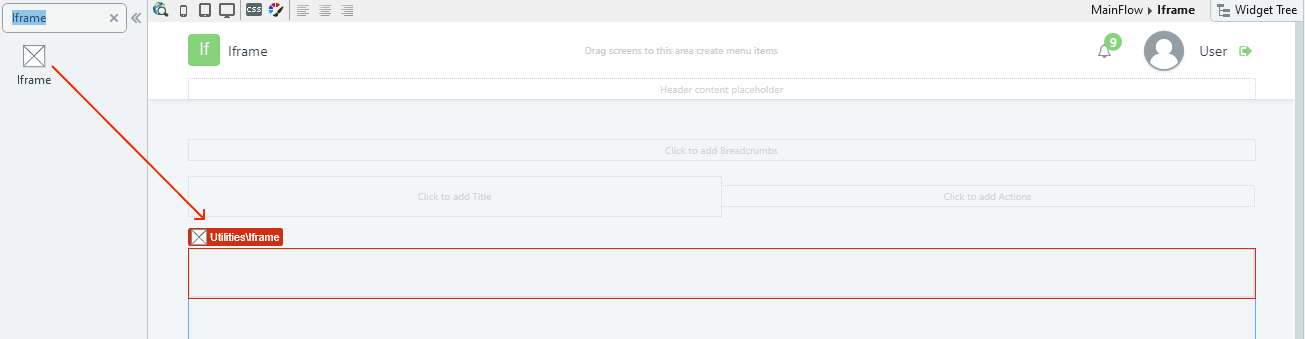 Iframe
css
MainFlow Iframe
Widget Tree
Iframe
If
Iframe
Drag screens to this area create menu items
9
User
Header content placeholder
Click to add Breadcrumbs
Click to add Title
Click to add Actions
Utilities\Iframe